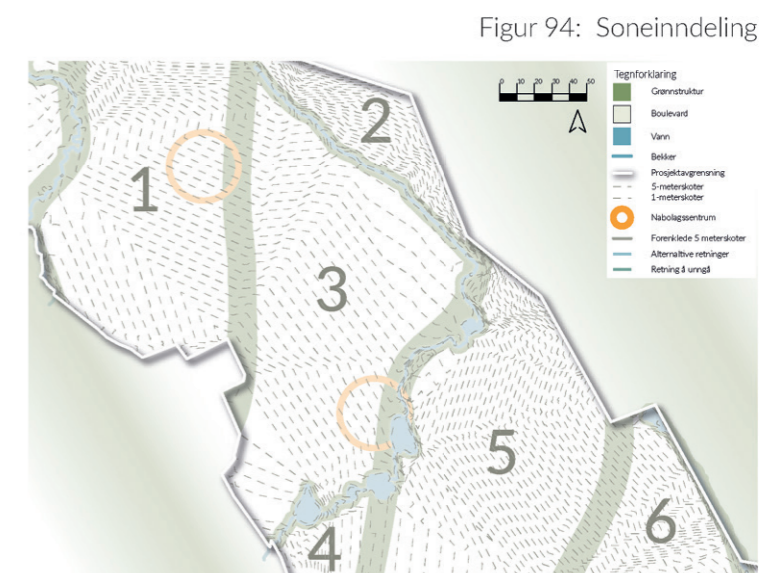 Figur 94: Soneinndeling
0 10 20 30 40 50
Tegnforklaring
Grønnstruktur
Boulevard
Vann
Bekker
Prosjektavgrensning
5-meterskoter
1-meterskoter
Nabolagssentrum
Forenklede 5 meterskoter
Alternaltive retninger
Retning å unngå
2
1
3
5
6
4